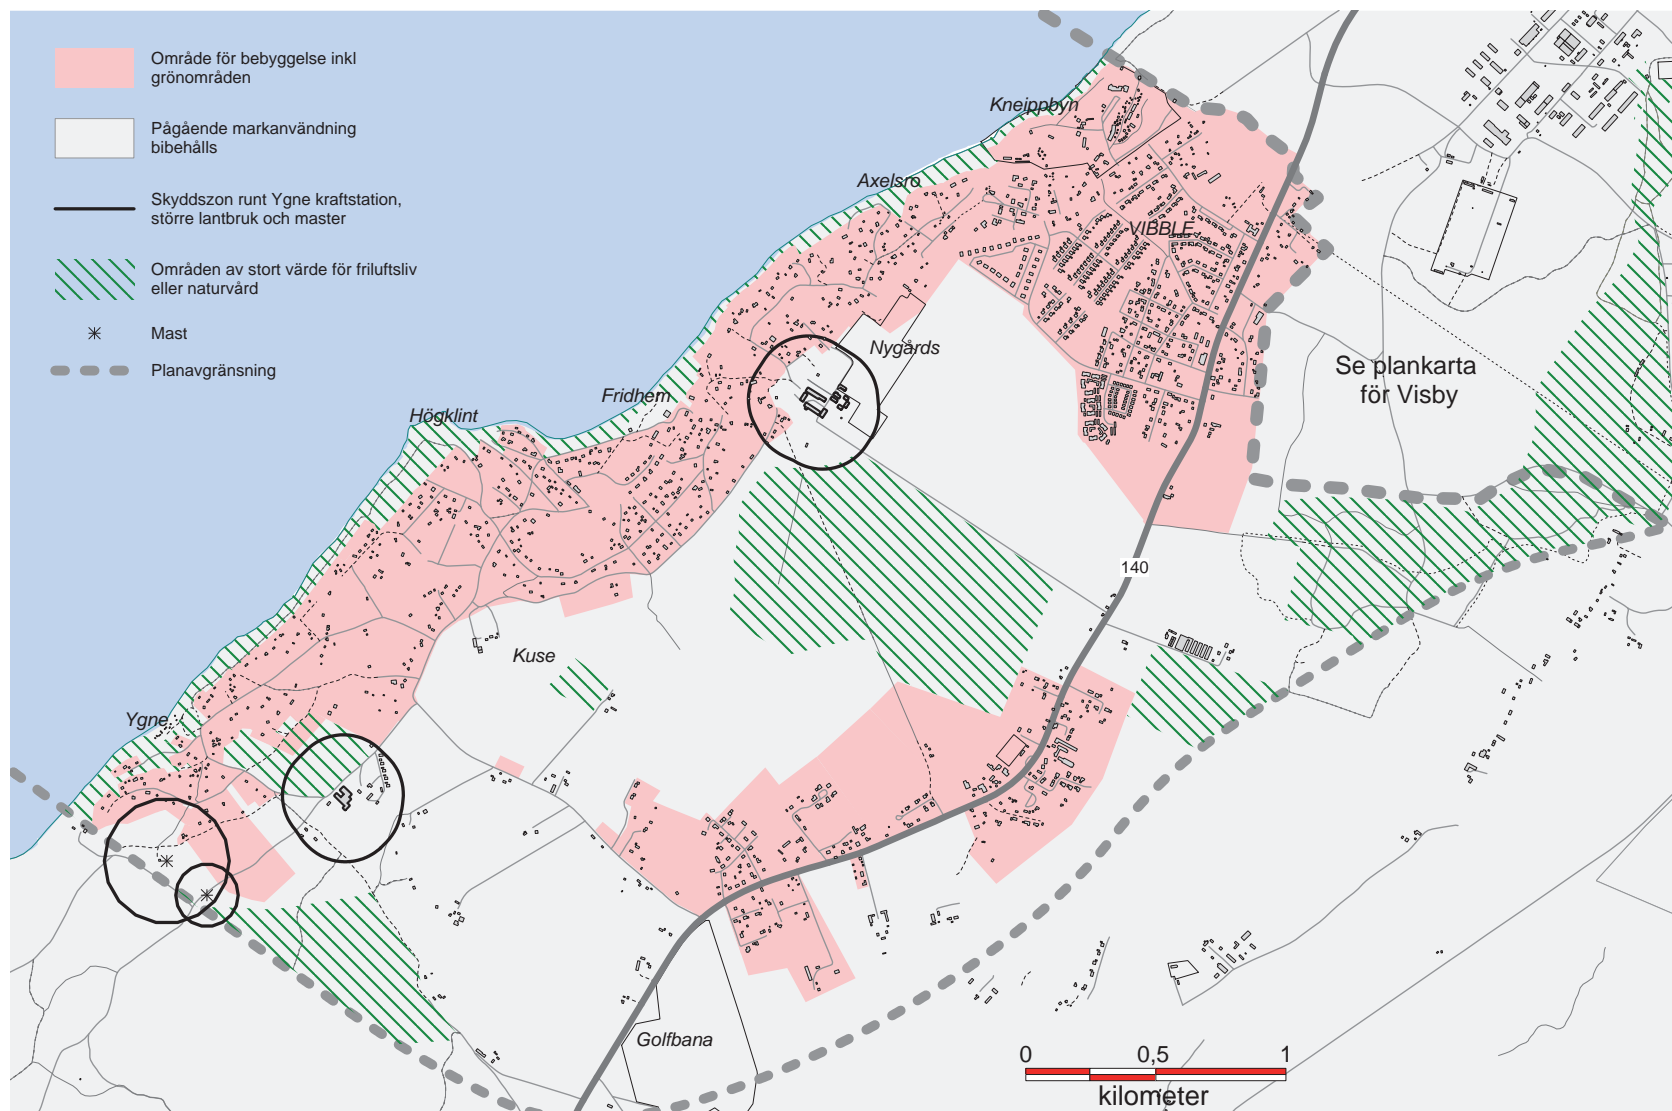 Område för bebyggelse inkl
grönområden
Pågående markanvändning
bibehålls
Skyddszon runt Ygne kraftstation,
större lantbruk och master
Områden av stort värde för friluftsliv
eller naturvård
Mast
Planavgränsning
Kneippbyn
Axelsro
VIBBLE
Nygårds
Se plankarta
för Visby
Fridhem
Högklint
140
Kuse
Ygne
Golfbana
0 0,5 1
kilometer